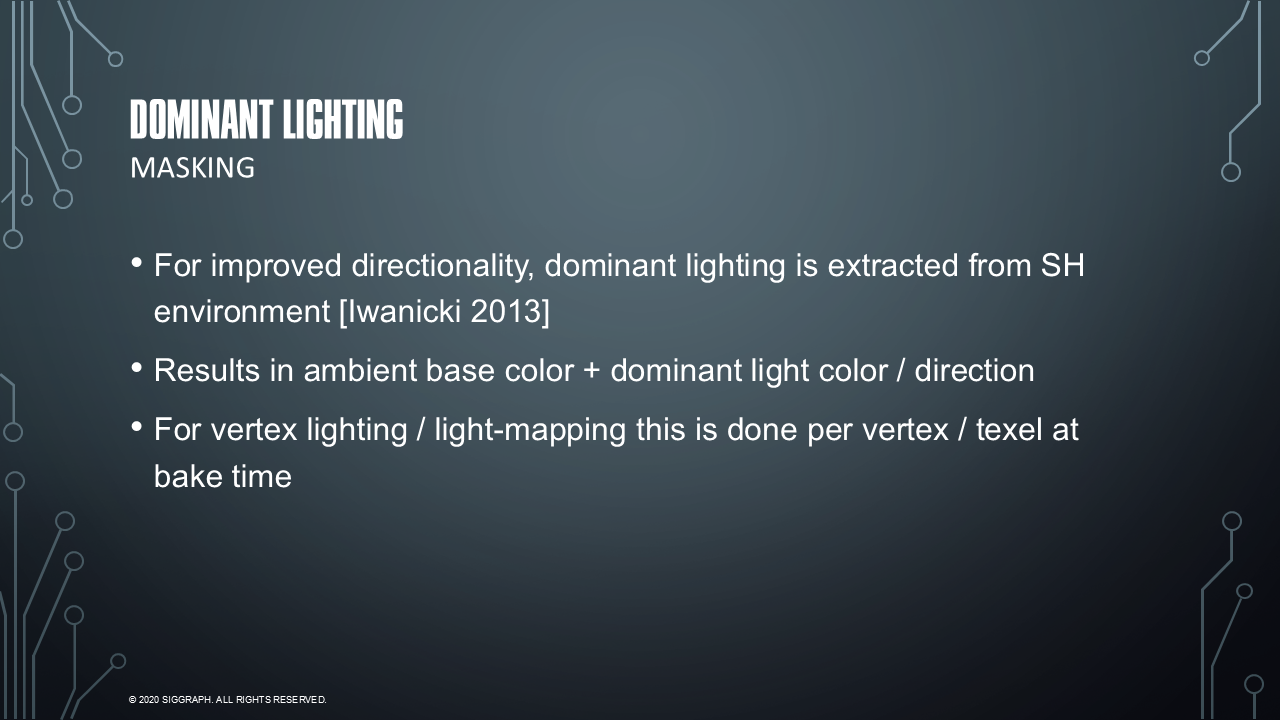 DOMINANT LIGHTING
MASKING
• For improved directionality, dominant lighting is extracted from SH
environment [Iwanicki 2013]
• Results in ambient base color + dominant light color / direction
• For vertex lighting / light-mapping this is done per vertex / texel at
bake time
© 2020 SIGGRAPH. ALL RIGHTS RESERVED.